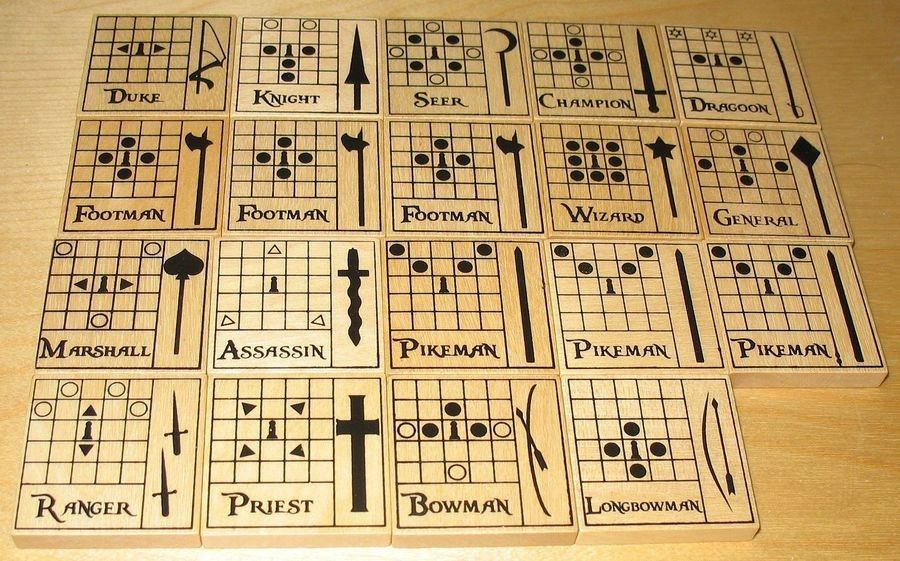 DUKE
KNIGHT
SEER
CHAMPION
DRAGOON
FOOTMAN
FOOTMAN
FOOTMAN
WIZARD
GENERAL
MARSHALL
ASSASSIN
PIKEMAN
PIKEMAN
PIKEMAN
RANGER
PRIEST
BOWMAN
LONGBOWMAN